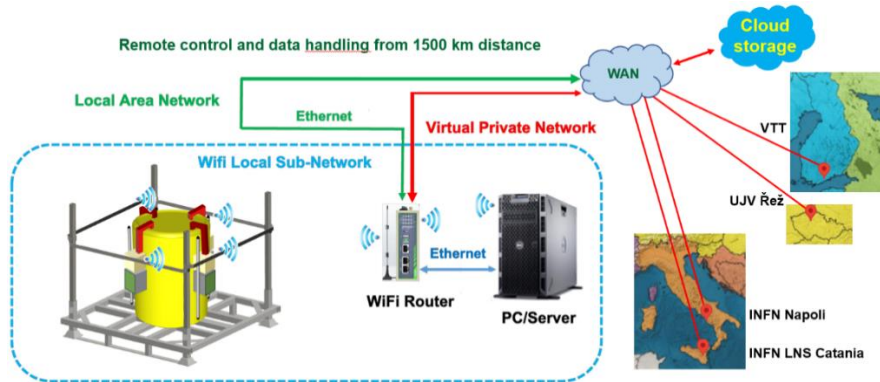 Remote control and data handling from 1500 km distance
Cloud
storage
WAN
Local Area Network
Ethernet
Virtual Private Network
VTT
Wifi Local Sub-Network
UJV Řež
Ethernet
WiFi Router
PC/Server
INFN Napoli
INFN LNS Catania